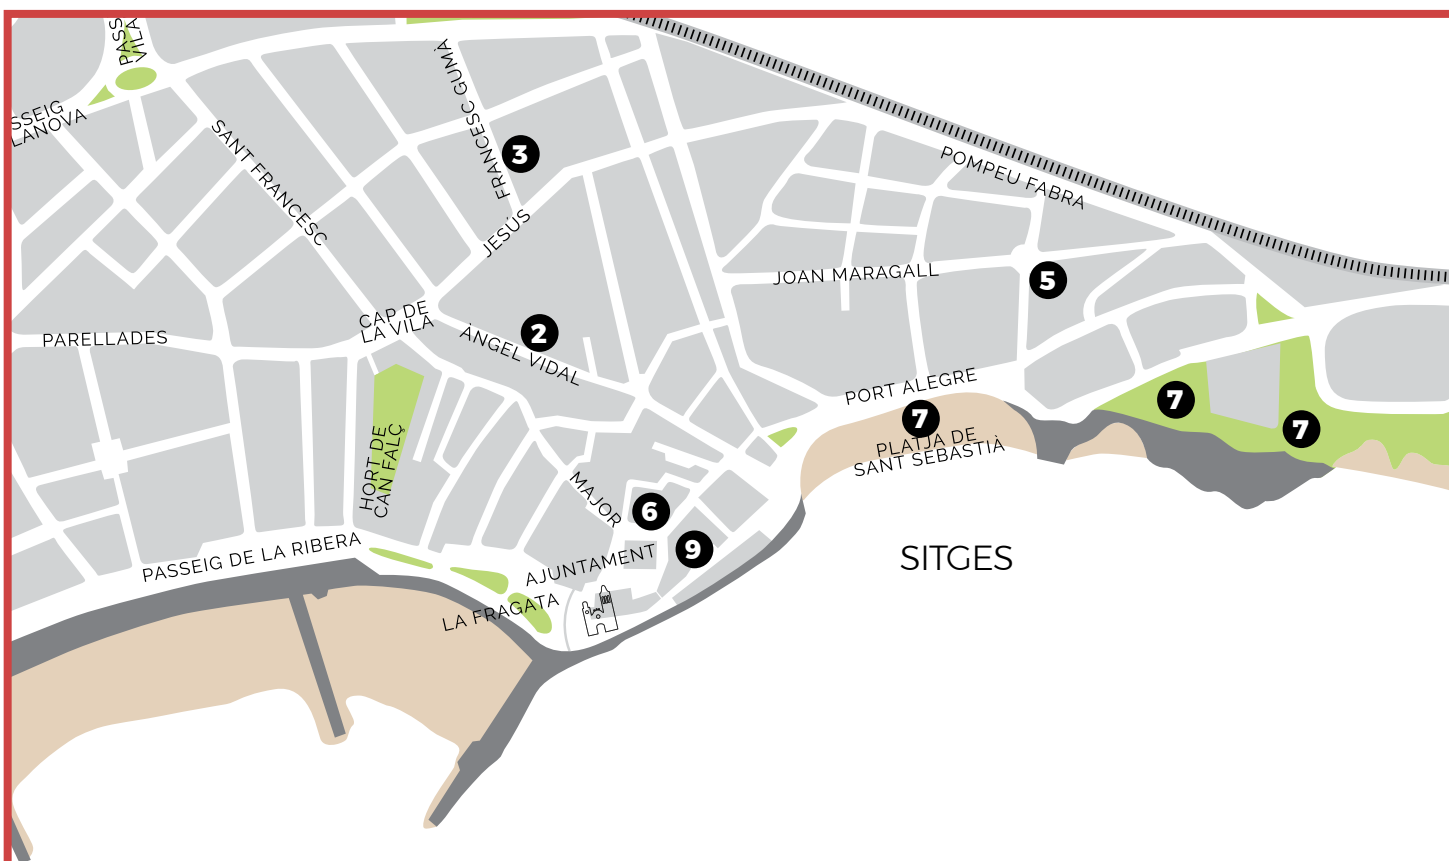 PASS
VILA
SSEIG
LANOVA
SANT FRANCESC
FRANCESC GUMÀ
3
JESÚS
POMPEU FABRA
JOAN MARAGALL
5
PARELLADES
CAP DE
LA VILA
2
ÀNGEL VIDAL
PORT ALEGRE
7
7
7
PLATJA DE
SANT SEBASTIÀ
HORT DE
CAN FALÇ
MAJOR
6
9
AJUNTAMENT
PASSEIG DE LA RIBERA
LA FRAGATA
SITGES